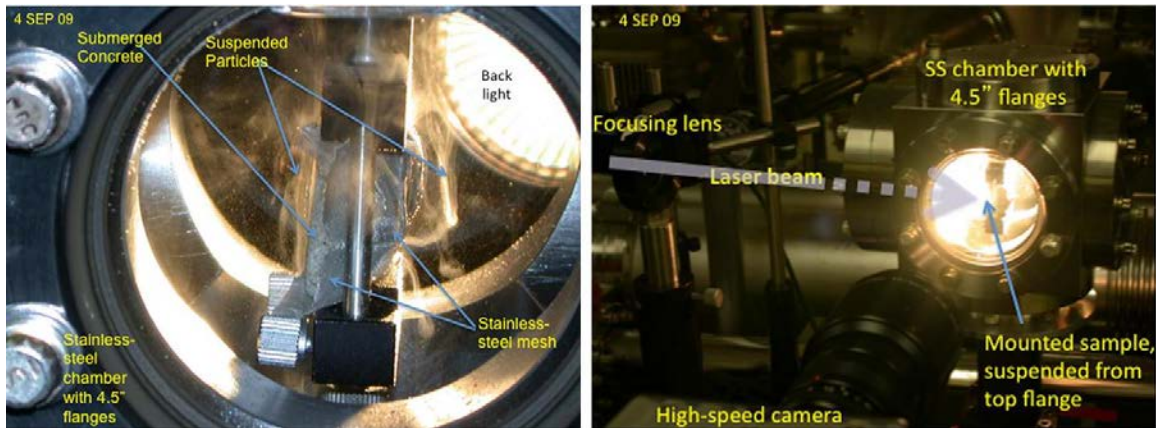 4 SEP 09
Submerged
Concrete
Suspended
Particles
Back
light
Stainless-
steel mesh
Stainless-
steel
chamber
with 4.5"
flanges
4 SEP 09
SS chamber with
4.5” flanges
Focusing lens
Laser beam
Mounted sample,
suspended from
top flange
High-speed camera